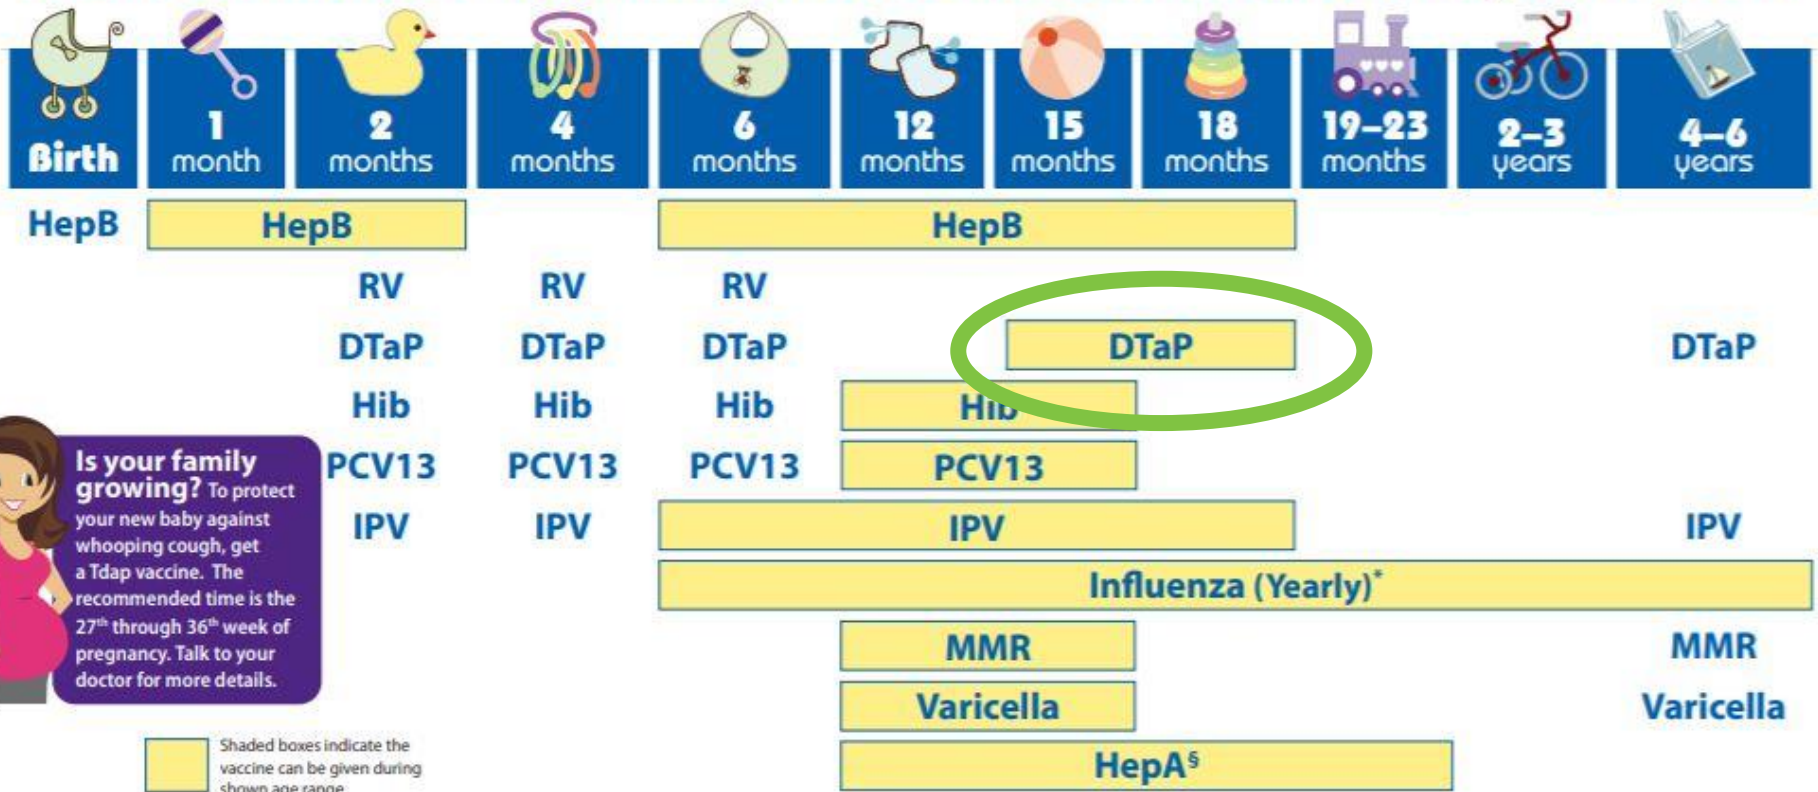 Birth
1 month
2 months
4 months
6 months
12 months
15 months
18 months
19–23 months
2–3 years
4–6 years
HepB HepB HepB
RV RV RV
DTaP DTaP DTaP DTaP DTaP
Hib Hib Hib Hib
PCV13 PCV13 PCV13 PCV13
IPV IPV IPV IPV
Influenza (Yearly)*
MMR MMR
Varicella Varicella
HepA§
Is your family
growing? To protect
your new baby against
whooping cough, get
a Tdap vaccine. The
recommended time is the
27th through 36th week of
pregnancy. Talk to your
doctor for more details.
Shaded boxes indicate the
vaccine can be given during
shown age range